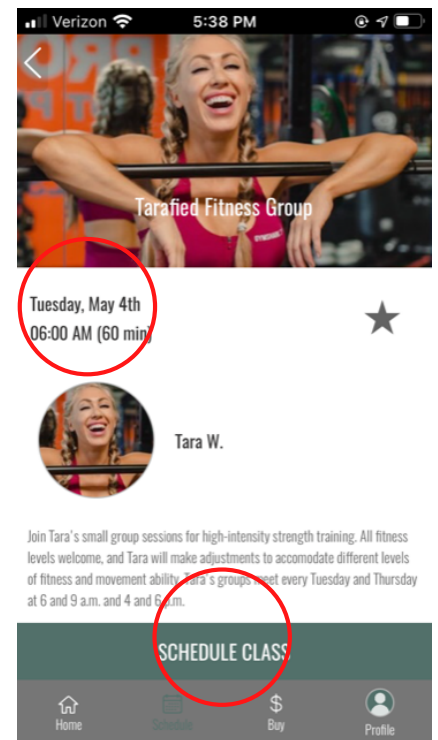 Verizon 5:38 PM
Tarafied Fitness Group
GYMSHARK
Tuesday, May 4th
06:00 AM (60 min)
Tara W.
Join Tara's small group sessions for high-intensity strength training. All fitness
levels welcome, and Tara will make adjustments to accomodate different levels
of fitness and movement ability. Tara's groups meet every Tuesday and Thursday
at 6 and 9 a.m. and 4 and 6 p.m.
SCHEDULE CLASS
Home Schedule $ Buy Profile